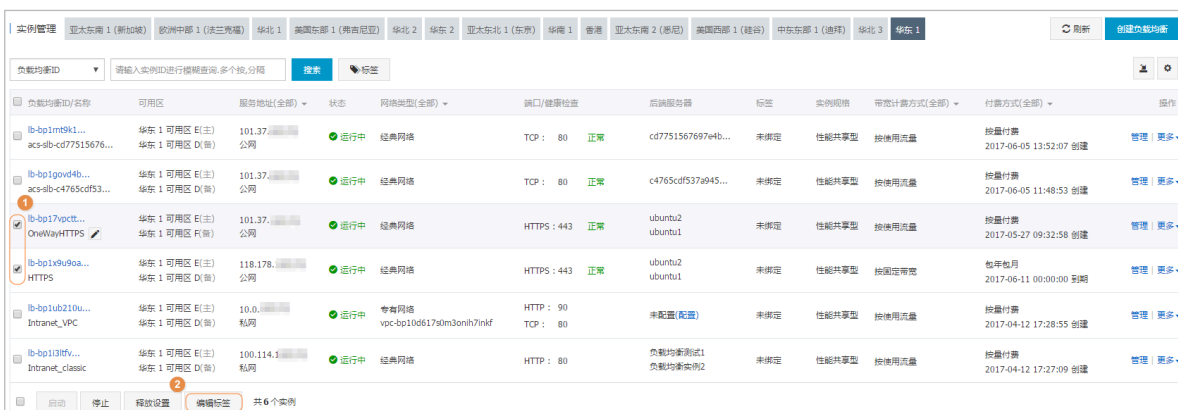 实例管理 亚太东南 1 (新加坡) 欧洲中部 1 (法兰克福) 华北 1 美国东部 1 (弗吉尼亚) 华北 2 华东 2 亚太东北 1 (东京) 华南 1 香港 亚太东南 2 (悉尼) 美国西部 1 (硅谷) 中东东部 1 (迪拜) 华北 3 华东 1 刷新 创建负载均衡
负载均衡ID 请输入实例ID进行模糊查询,多个按,分隔 搜索 标签
负载均衡ID/名称 可用区 服务地址(全部) 状态 网络类型(全部) 端口/健康检查 后端服务器 标签 实例规格 带宽计费方式(全部) 付费方式(全部) 操作
lb-bp1rnt9k1... 华东 1 可用区 E(主) 101.37. 运行中 经典网络 TCP : 80 正常 cd7751567697e4b... 未绑定 性能共享型 按使用流量 按量付费 管理 | 更多
acs-slb-cd77515676... 华东 1 可用区 D(备) 公网 2017-06-05 13:52:07 创建
lb-bp1govd4b... 华东 1 可用区 E(主) 101.37. 运行中 经典网络 TCP : 80 正常 c4765cdf537a945... 未绑定 性能共享型 按使用流量 按量付费 管理 | 更多
acs-slb-c4765cdf53... 华东 1 可用区 D(备) 公网 2017-06-05 11:48:53 创建
1
lb-bp17vpctt... 华东 1 可用区 E(主) 101.37. 运行中 经典网络 HTTPS : 443 正常 ubuntu2 未绑定 性能共享型 按使用流量 按量付费 管理 | 更多
OneWayHTTPS 华东 1 可用区 F(备) 公网 ubuntu1 2017-05-27 09:32:58 创建
lb-bp1x9u9oa... 华东 1 可用区 E(主) 118.178. 运行中 经典网络 HTTPS : 443 正常 ubuntu2 未绑定 性能共享型 按固定带宽 包年包月 管理 | 更多
HTTPS 华东 1 可用区 D(备) 公网 ubuntu1 2017-06-11 00:00:00 到期
lb-bp1ub210u... 华东 1 可用区 E(主) 10.0. 运行中 专有网络 HTTP : 90 未配置(配置) 未绑定 性能共享型 按使用流量 按量付费 管理 | 更多
Intranet_VPC 华东 1 可用区 D(备) 私网 vpc-bp10d617s0m3onih7inkf TCP : 80 2017-04-12 17:28:55 创建
lb-bp1i3ltfv... 华东 1 可用区 E(主) 100.114.1 运行中 经典网络 HTTP : 80 负载均衡测试1 未绑定 性能共享型 按使用流量 按量付费 管理 | 更多
Intranet_classic 华东 1 可用区 D(备) 私网 负载均衡实例2 2017-04-12 17:27:09 创建
2
启动 停止 释放设置 编辑标签 共6个实例